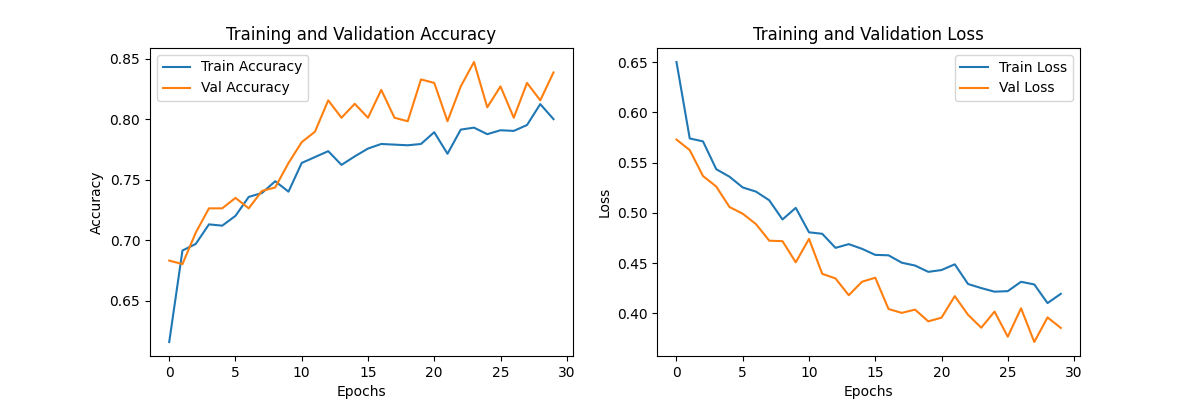 Training and Validation Accuracy
Train Accuracy
Val Accuracy
Accuracy
0.85
0.80
0.75
0.70
0.65
0 5 10 15 20 25 30
Epochs
Training and Validation Loss
Train Loss
Val Loss
Loss
0.65
0.60
0.55
0.50
0.45
0.40
0 5 10 15 20 25 30
Epochs